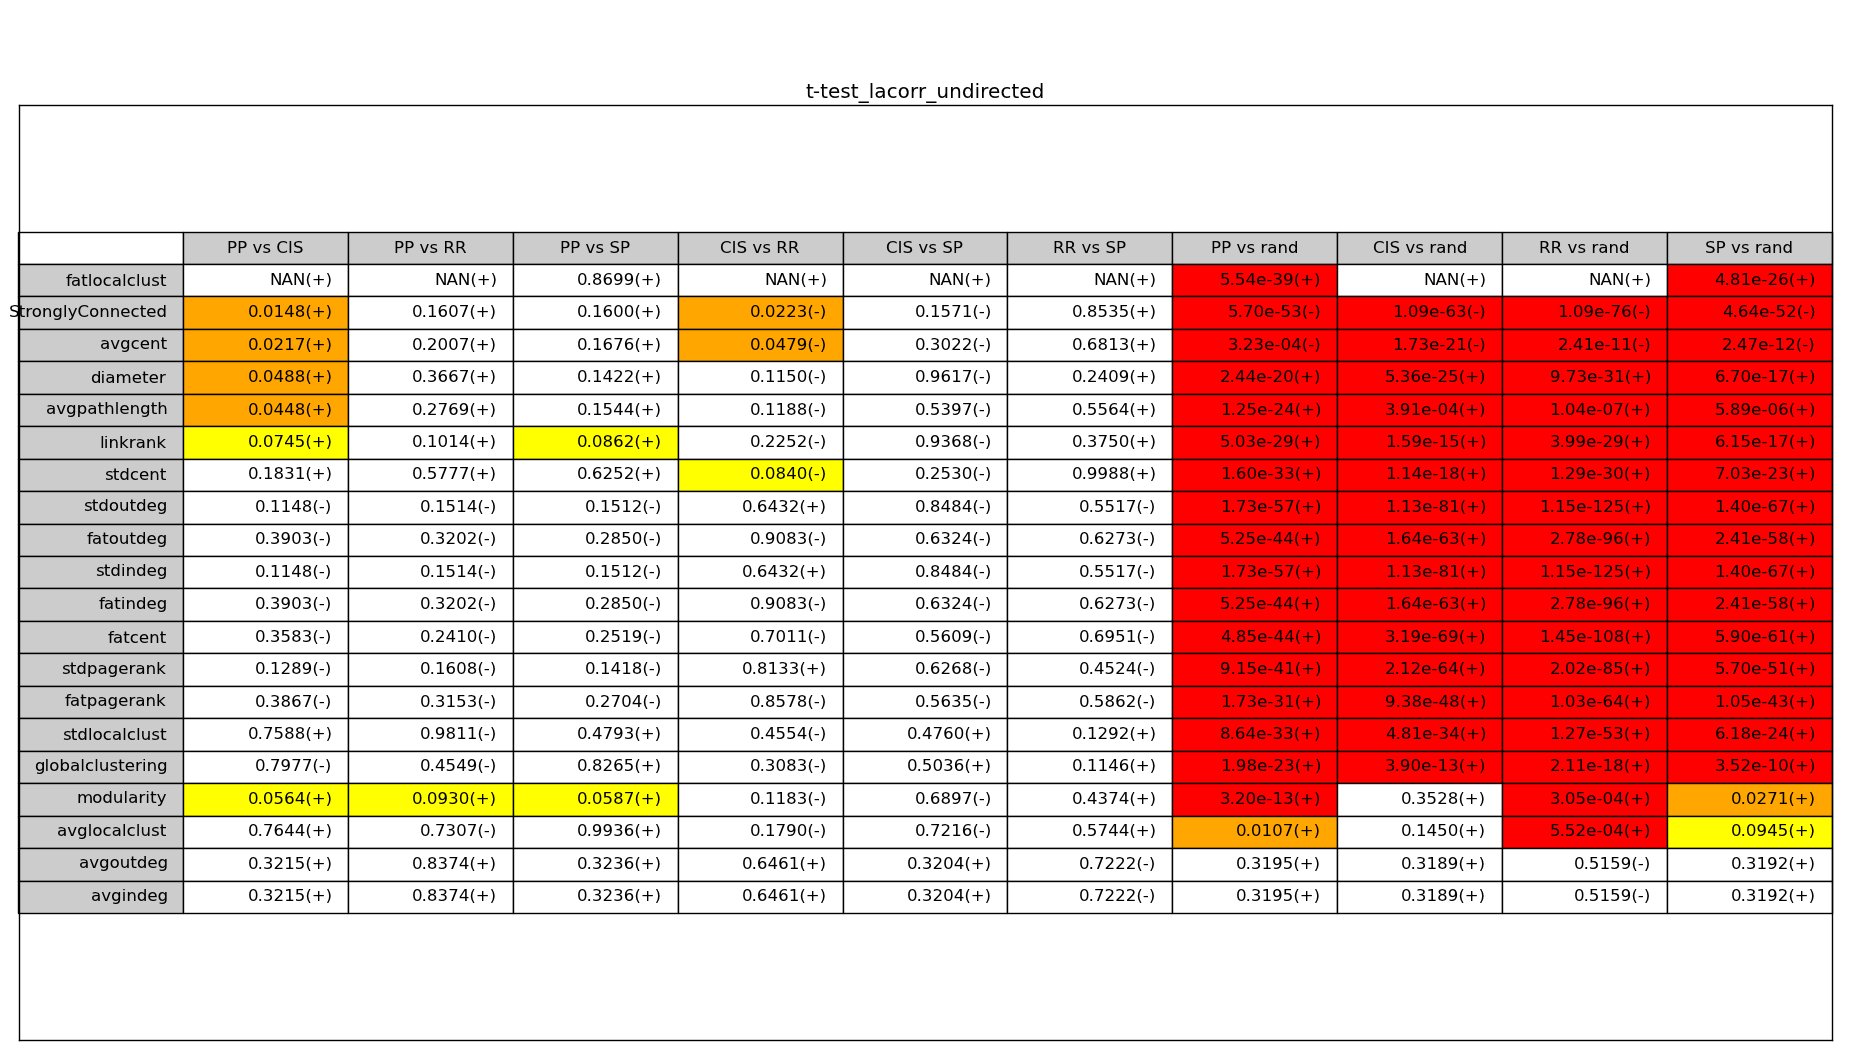 t-test_lacorr_undirected
PP vs CIS PP vs RR PP vs SP CIS vs RR CIS vs SP RR vs SP PP vs rand CIS vs rand RR vs rand SP vs rand
fatlocalclust NAN(+) NAN(+) 0.8699(+) NAN(+) NAN(+) NAN(+) 5.54e-39(+) NAN(+) NAN(+) 4.81e-26(+)
StronglyConnected 0.0148(+) 0.1607(+) 0.1600(+) 0.0223(-) 0.1571(-) 0.8535(+) 5.70e-53(-) 1.09e-63(-) 1.09e-76(-) 4.64e-52(-)
avgcent 0.0217(+) 0.2007(+) 0.1676(+) 0.0479(-) 0.3022(-) 0.6813(+) 3.23e-04(-) 1.73e-21(-) 2.41e-11(-) 2.47e-12(-)
diameter 0.0488(+) 0.3667(+) 0.1422(+) 0.1150(-) 0.9617(-) 0.2409(+) 2.44e-20(+) 5.36e-25(+) 9.73e-31(+) 6.70e-17(+)
avgpathlength 0.0448(+) 0.2769(+) 0.1544(+) 0.1188(-) 0.5397(-) 0.5564(+) 1.25e-24(+) 3.91e-04(+) 1.04e-07(+) 5.89e-06(+)
linkrank 0.0745(+) 0.1014(+) 0.0862(+) 0.2252(-) 0.9368(-) 0.3750(+) 5.03e-29(+) 1.59e-15(+) 3.99e-29(+) 6.15e-17(+)
stdcent 0.1831(+) 0.5777(+) 0.6252(+) 0.0840(-) 0.2530(-) 0.9988(+) 1.60e-33(+) 1.14e-18(+) 1.29e-30(+) 7.03e-23(+)
stdoutdeg 0.1148(-) 0.1514(-) 0.1512(-) 0.6432(+) 0.8484(-) 0.5517(-) 1.73e-57(+) 1.13e-81(+) 1.15e-125(+) 1.40e-67(+)
fatoutdeg 0.3903(-) 0.3202(-) 0.2850(-) 0.9083(-) 0.6324(-) 0.6273(-) 5.25e-44(+) 1.64e-63(+) 2.78e-96(+) 2.41e-58(+)
stdindeg 0.1148(-) 0.1514(-) 0.1512(-) 0.6432(+) 0.8484(-) 0.5517(-) 1.73e-57(+) 1.13e-81(+) 1.15e-125(+) 1.40e-67(+)
fatindeg 0.3903(-) 0.3202(-) 0.2850(-) 0.9083(-) 0.6324(-) 0.6273(-) 5.25e-44(+) 1.64e-63(+) 2.78e-96(+) 2.41e-58(+)
fatcent 0.3583(-) 0.2410(-) 0.2519(-) 0.7011(-) 0.5609(-) 0.6951(-) 4.85e-44(+) 3.19e-69(+) 1.45e-108(+) 5.90e-61(+)
stdpagerank 0.1289(-) 0.1608(-) 0.1418(-) 0.8133(+) 0.6268(-) 0.4524(-) 9.15e-41(+) 2.12e-64(+) 2.02e-85(+) 5.70e-51(+)
fatpagerank 0.3867(-) 0.3153(-) 0.2704(-) 0.8578(-) 0.5635(-) 0.5862(-) 1.73e-31(+) 9.38e-48(+) 1.03e-64(+) 1.05e-43(+)
stdlocalclust 0.7588(+) 0.9811(-) 0.4793(+) 0.4554(-) 0.4760(+) 0.1292(+) 8.64e-33(+) 4.81e-34(+) 1.27e-53(+) 6.18e-24(+)
globalclustering 0.7977(-) 0.4549(-) 0.8265(+) 0.3083(-) 0.5036(+) 0.1146(+) 1.98e-23(+) 3.90e-13(+) 2.11e-18(+) 3.52e-10(+)
modularity 0.0564(+) 0.0930(+) 0.0587(+) 0.1183(-) 0.6897(-) 0.4374(+) 3.20e-13(+) 0.3528(+) 3.05e-04(+) 0.0271(+)
avglocalclust 0.7644(+) 0.7307(-) 0.9936(+) 0.1790(-) 0.7216(-) 0.5744(+) 0.0107(+) 0.1450(+) 5.52e-04(+) 0.0945(+)
avgoutdeg 0.3215(+) 0.8374(+) 0.3236(+) 0.6461(+) 0.3204(+) 0.7222(-) 0.3195(+) 0.3189(+) 0.5159(-) 0.3192(+)
avgindeg 0.3215(+) 0.8374(+) 0.3236(+) 0.6461(+) 0.3204(+) 0.7222(-) 0.3195(+) 0.3189(+) 0.5159(-) 0.3192(+)